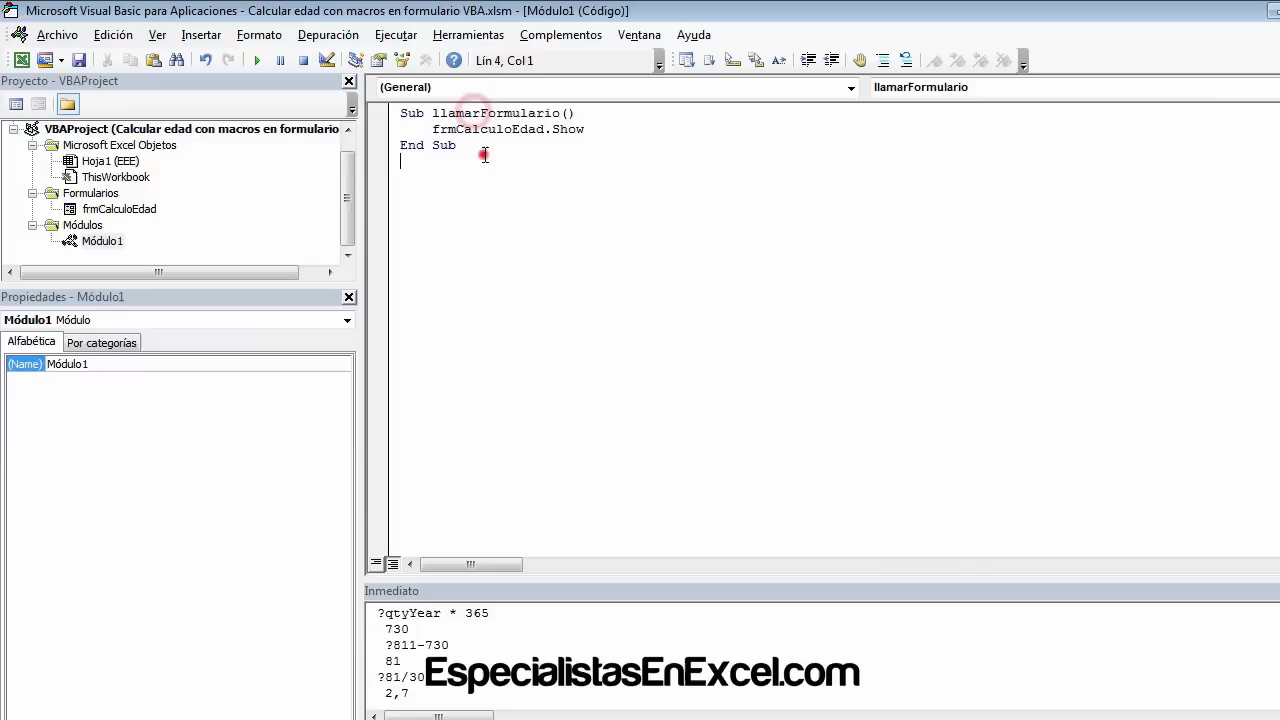 Microsoft Visual Basic para Aplicaciones - Calcular edad con macros en formulario VBA.xlsm - [Módulo1 (Código)]
Archivo Edición Ver Insertar Formato Depuración Ejecutar Herramientas Complementos Ventana Ayuda
Lín 4, Col 1
Proyecto - VBAProject
VBAProject (Calcular edad con macros en formulario
Microsoft Excel Objetos
Hoja1 (EEE)
ThisWorkbook
Formularios
frmCalculoEdad
Módulos
Módulo1
Propiedades - Módulo1
Módulo1 Módulo
Alfabética Por categorías
(Name) Módulo1
(General) llamarFormulario
Sub llamarFormulario()
frmCalculoEdad.Show
End Sub
Inmediato
?qtyYear * 365
730
?811-730
81
?81/30
2,7
EspecialistasEnExcel.com